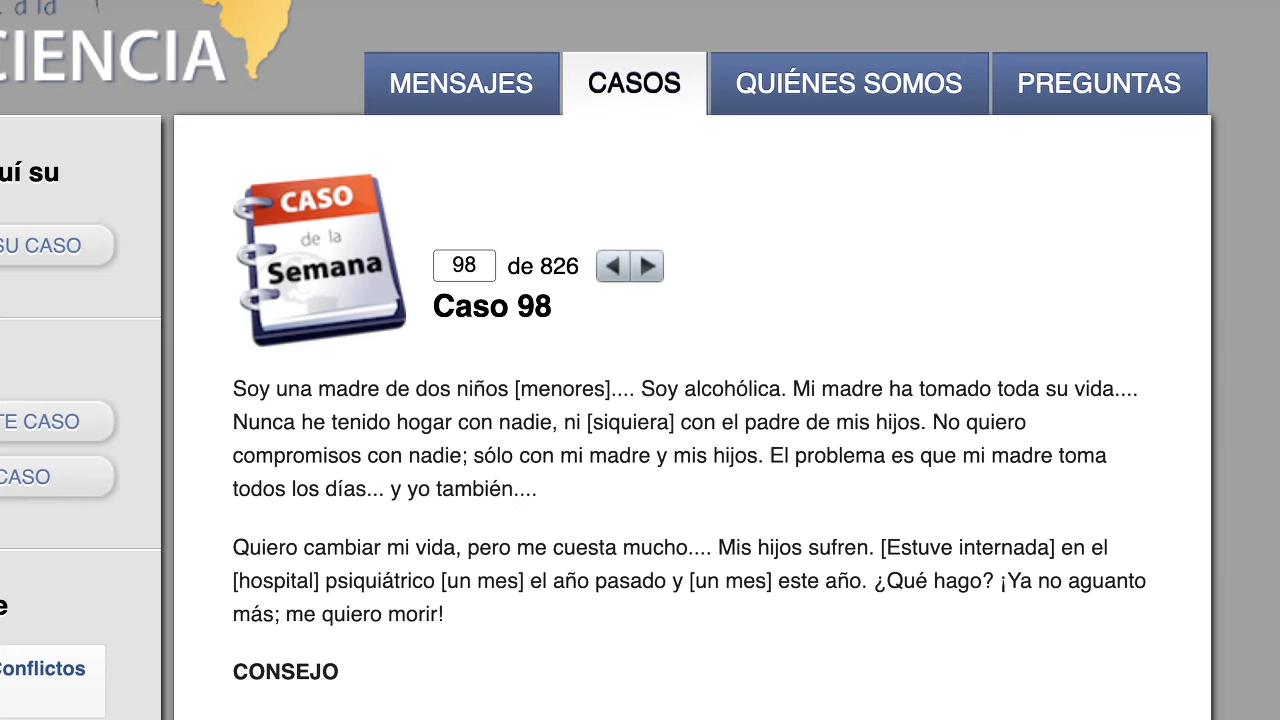 a la
CIENCIA
MENSAJES
CASOS
QUIÉNES SOMOS
PREGUNTAS
uí su
SU CASO
TE CASO
CASO
e
Conflictos
CASO
de la
Semana
98 de 826
Caso 98
Soy una madre de dos niños [menores].... Soy alcohólica. Mi madre ha tomado toda su vida....
Nunca he tenido hogar con nadie, ni [siquiera] con el padre de mis hijos. No quiero
compromisos con nadie; sólo con mi madre y mis hijos. El problema es que mi madre toma
todos los días... y yo también....
Quiero cambiar mi vida, pero me cuesta mucho.... Mis hijos sufren. [Estuve internada] en el
[hospital] psiquiátrico [un mes] el año pasado y [un mes] este año. ¿Qué hago? ¡Ya no aguanto
más; me quiero morir!
CONSEJO